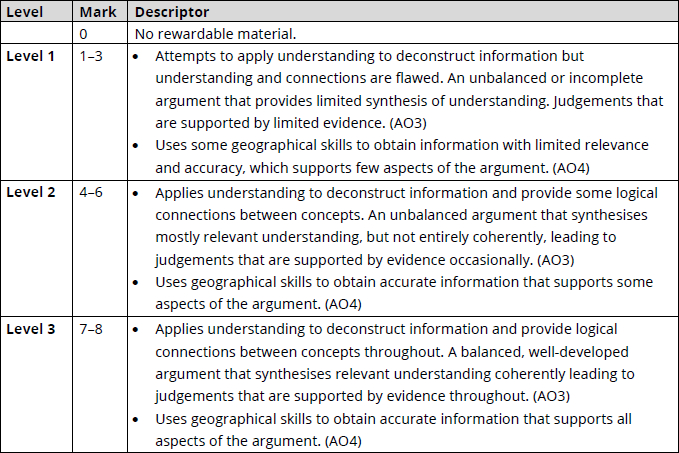 Level Mark Descriptor
0 No rewardable material.
Level 1 1–3 • Attempts to apply understanding to deconstruct information but
understanding and connections are flawed. An unbalanced or incomplete
argument that provides limited synthesis of understanding. Judgements that
are supported by limited evidence. (AO3)
• Uses some geographical skills to obtain information with limited relevance
and accuracy, which supports few aspects of the argument. (AO4)
Level 2 4–6 • Applies understanding to deconstruct information and provide some logical
connections between concepts. An unbalanced argument that synthesises
mostly relevant understanding, but not entirely coherently, leading to
judgements that are supported by evidence occasionally. (AO3)
• Uses geographical skills to obtain accurate information that supports some
aspects of the argument. (AO4)
Level 3 7–8 • Applies understanding to deconstruct information and provide logical
connections between concepts throughout. A balanced, well-developed
argument that synthesises relevant understanding coherently leading to
judgements that are supported by evidence throughout. (AO3)
• Uses geographical skills to obtain accurate information that supports all
aspects of the argument. (AO4)